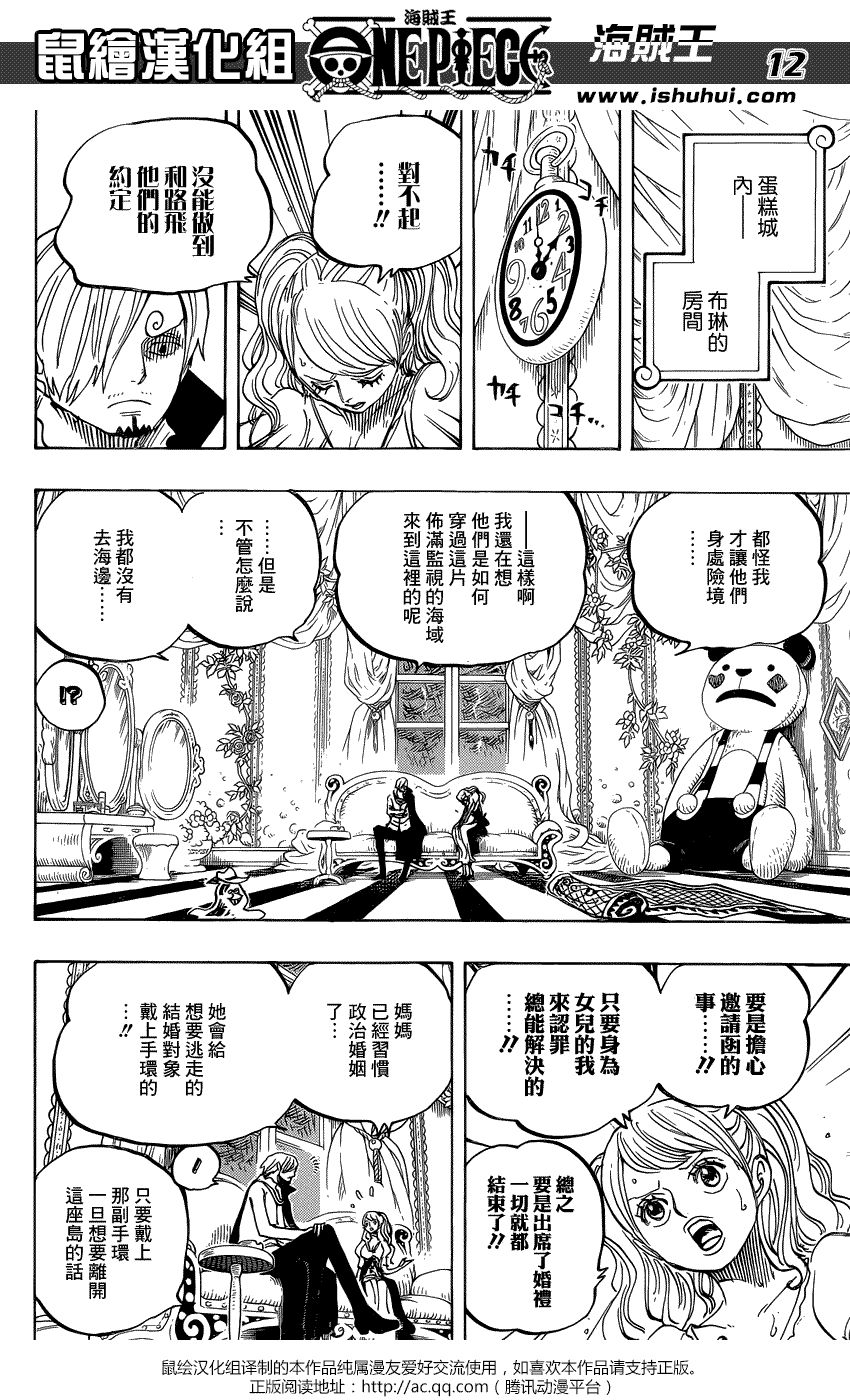 鼠繪漢化組
海賊王
ONE PIECE
海賊王
www.ishuhui.com
12
蛋糕城
內——
布琳的
房間
カチ
コチ
カチ
コチ…
12
1
2
3
4
5
6
7
8
9
10
11
對不起
……!!
沒能做到
和路飛
他們的
約定
都怪我
才讓他們
身處險境
——這樣啊
我還在想
他們是如何
穿過這片
佈滿監視的海域
來到這裡的呢
……但是
不管怎麼說
…
我都沒有
去海邊……
!?
要是擔心
邀請函的
事……!!
只要身為
女兒的我
來認罪
總能解決的
……!!
總之
要是出席了婚禮
一切就都
結束了!!
媽媽
已經習慣
政治婚姻
了…
她會給
想要逃走的
結婚對象
戴上手環的
…!!
!
只要戴上
那副手環
一旦想要離開
這座島的話
鼠绘汉化组译制的本作品纯属漫友爱好交流使用，如喜欢本作品请支持正版。
正版阅读地址：http://ac.qq.com（腾讯动漫平台）